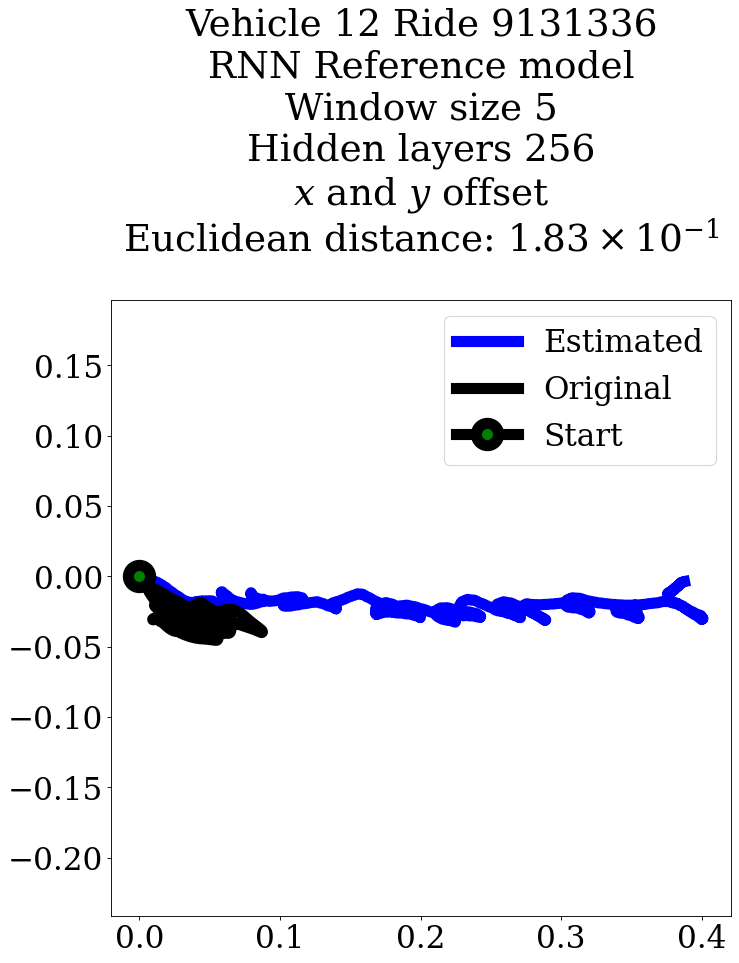 Vehicle 12 Ride 9131336
RNN Reference model
Window size 5
Hidden layers 256
x and y offset
Euclidean distance: 1.83 × 10⁻¹
Estimated
Original
Start
0.15
0.10
0.05
0.00
−0.05
−0.10
−0.15
−0.20
0.0 0.1 0.2 0.3 0.4